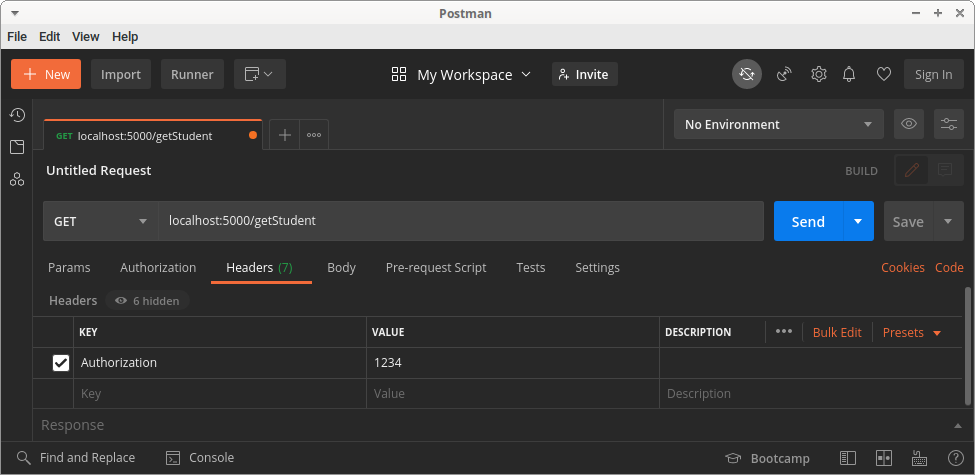 Postman
File Edit View Help
+ New Import Runner My Workspace Invite Sign In
GET localhost:5000/getStudent + ooo No Environment
Untitled Request BUILD
GET localhost:5000/getStudent Send Save
Params Authorization Headers (7) Body Pre-request Script Tests Settings Cookies Code
Headers 6 hidden
KEY VALUE DESCRIPTION ••• Bulk Edit Presets
Authorization 1234
Key Value Description
Response
Find and Replace Console Bootcamp ?